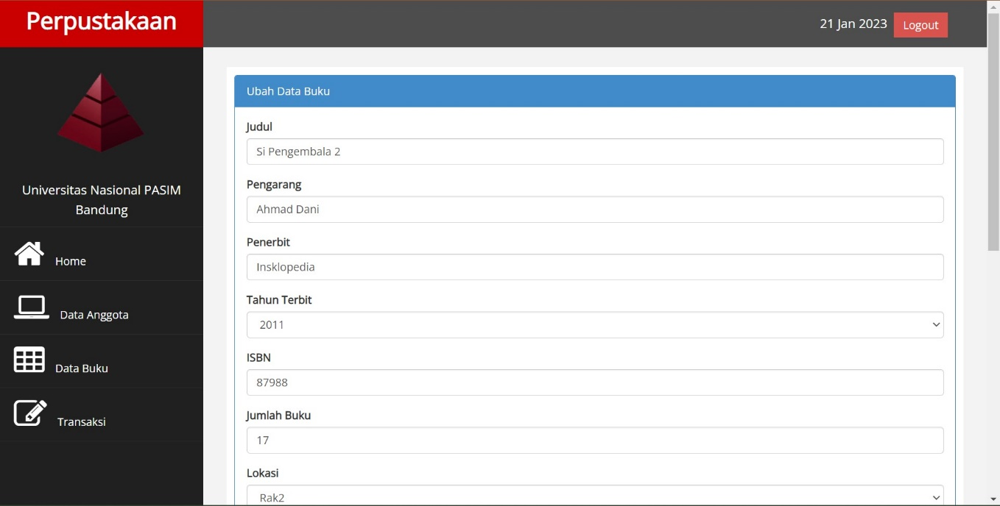 Perpustakaan
21 Jan 2023
Logout
Universitas Nasional PASIM
Bandung
Home
Data Anggota
Data Buku
Transaksi
Ubah Data Buku
Judul
Si Pengembala 2
Pengarang
Ahmad Dani
Penerbit
Insklopedia
Tahun Terbit
2011
ISBN
87988
Jumlah Buku
17
Lokasi
Rak2